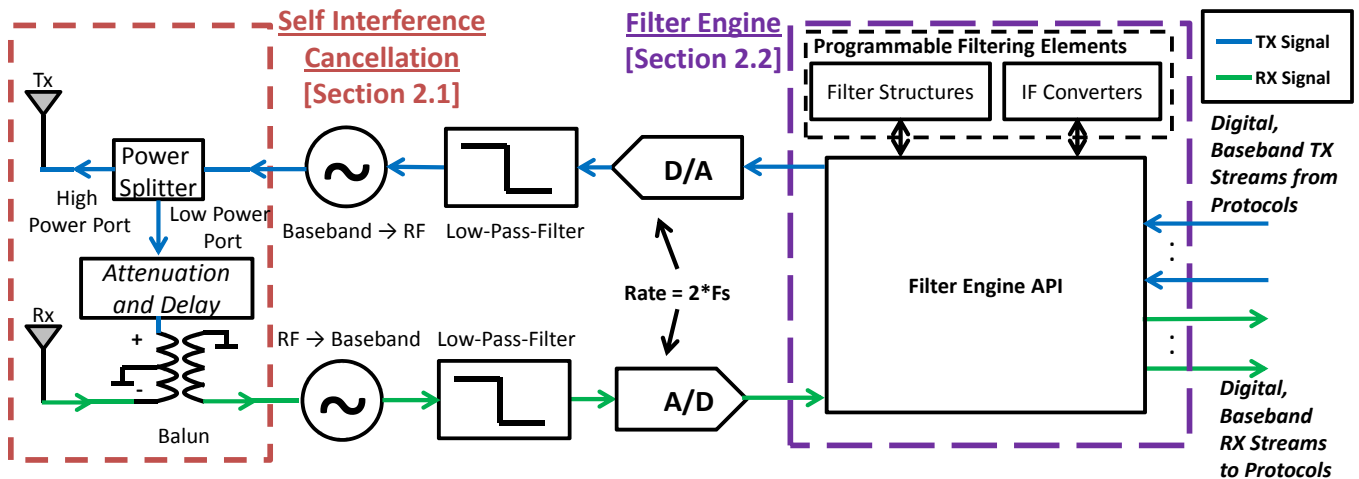 Self Interference
Cancellation
[Section 2.1]
Filter Engine
[Section 2.2]
Programmable Filtering Elements
Filter Structures
IF Converters
TX Signal
RX Signal
Tx
Power
Splitter
High
Power Port
Low Power
Port
Attenuation
and Delay
Baseband → RF
Low-Pass-Filter
D/A
Digital,
Baseband TX
Streams from
Protocols
Filter Engine API
Rate = 2*Fs
Rx
+
-
Balun
RF → Baseband
Low-Pass-Filter
A/D
Digital,
Baseband
RX Streams
to Protocols